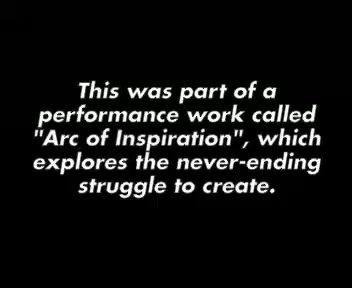 This was part of a
performance work called
"Arc of Inspiration", which
explores the never-ending
struggle to create.